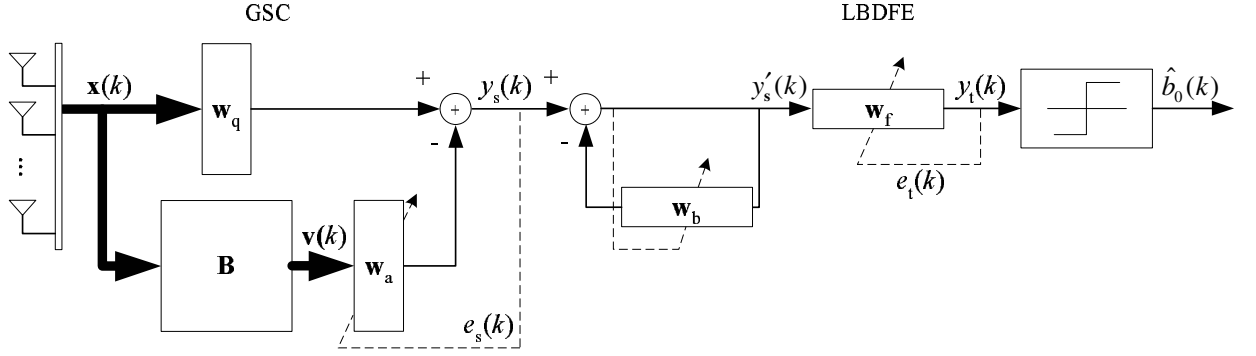 GSC
LBDFE
x(k)
w_q
+
+
-
y_s(k)
+
+
-
y′_s(k)
w_f
y_t(k)
b̂_0(k)
e_t(k)
w_b
...
B
v(k)
w_a
e_s(k)